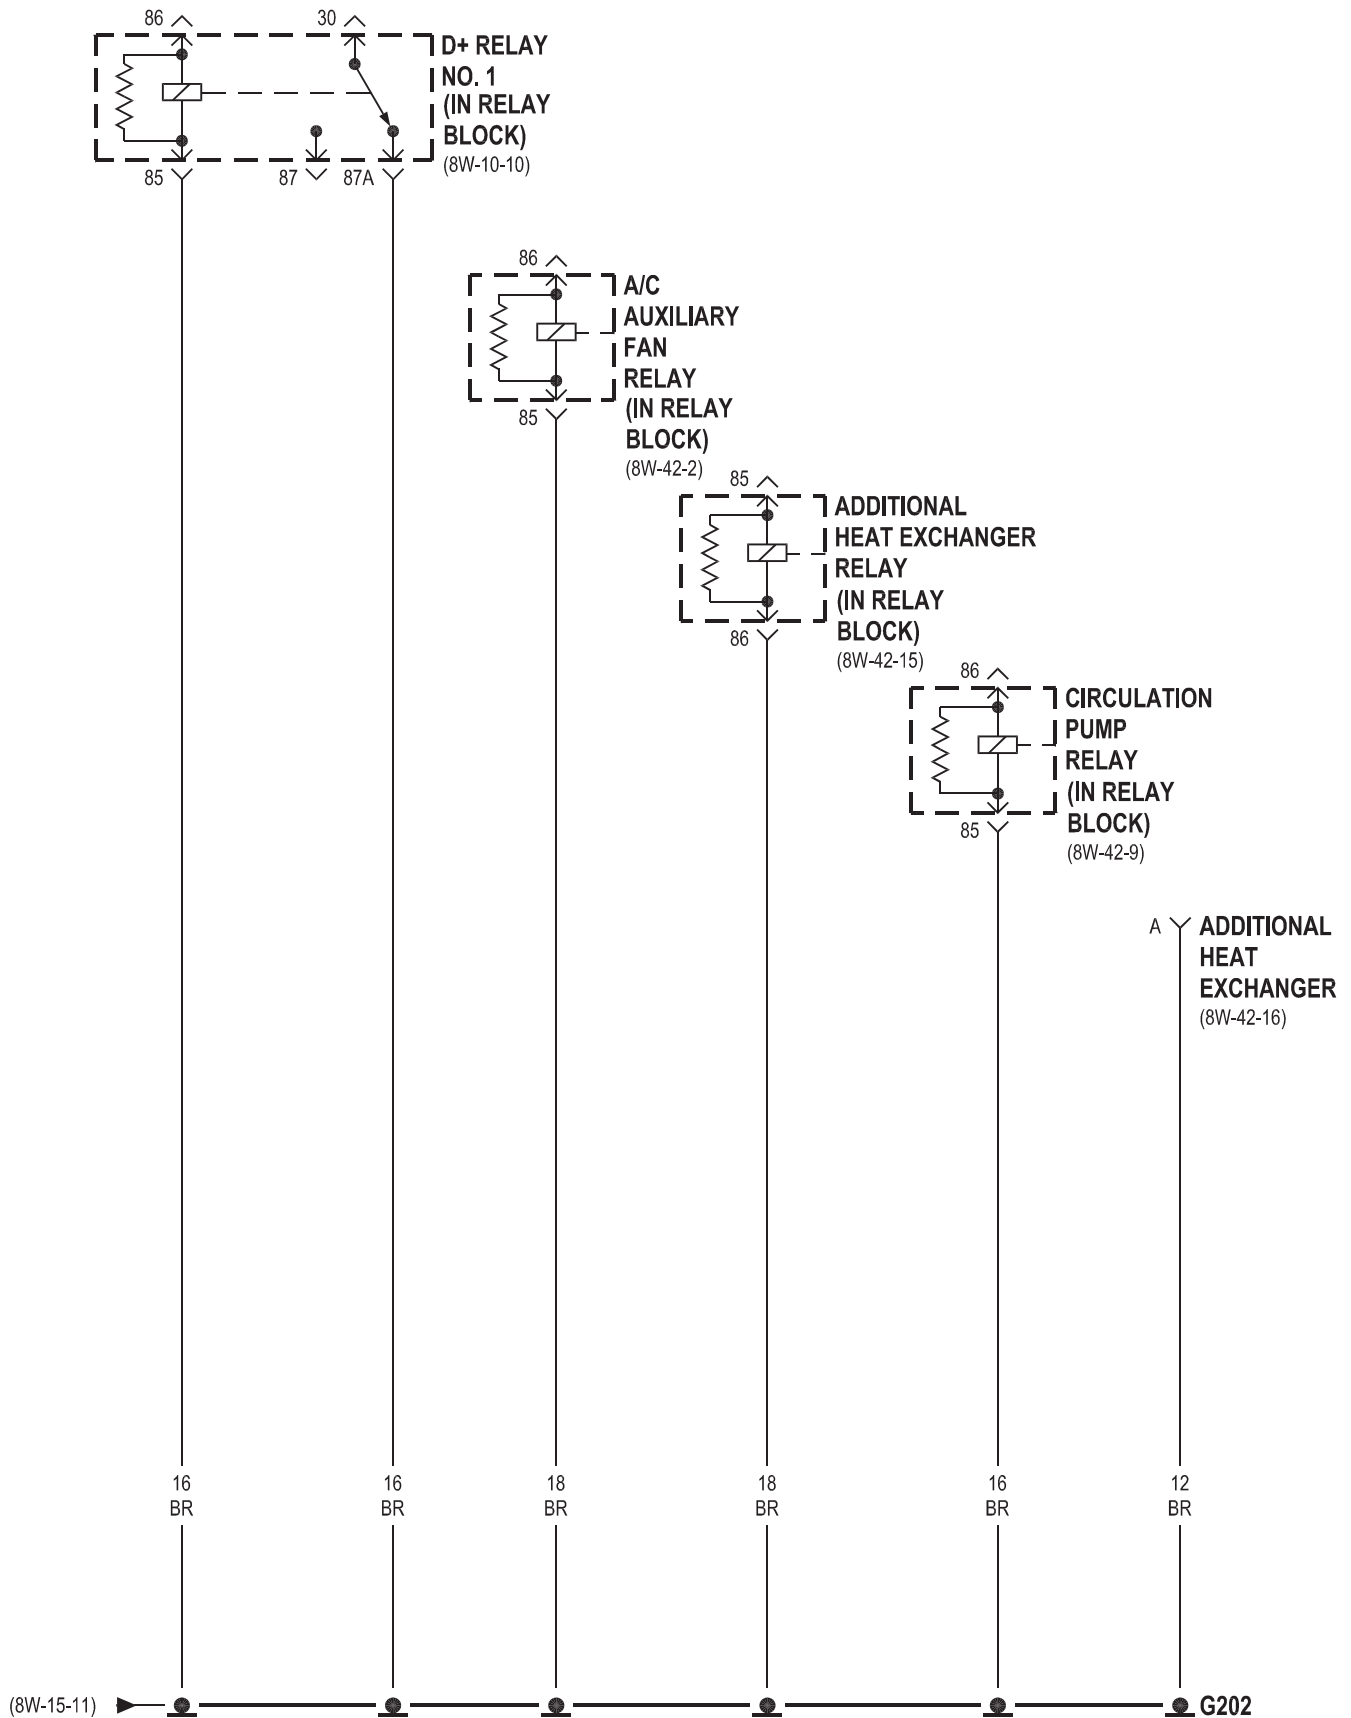 86
30
D+ RELAY
NO. 1
(IN RELAY
BLOCK)
(8W-10-10)
85
87
87A
86
A/C
AUXILIARY
FAN
RELAY
(IN RELAY
BLOCK)
(8W-42-2)
85
85
ADDITIONAL
HEAT EXCHANGER
RELAY
(IN RELAY
BLOCK)
(8W-42-15)
86
86
CIRCULATION
PUMP
RELAY
(IN RELAY
BLOCK)
(8W-42-9)
85
A
ADDITIONAL
HEAT
EXCHANGER
(8W-42-16)
16
BR
16
BR
18
BR
18
BR
16
BR
12
BR
(8W-15-11)
G202